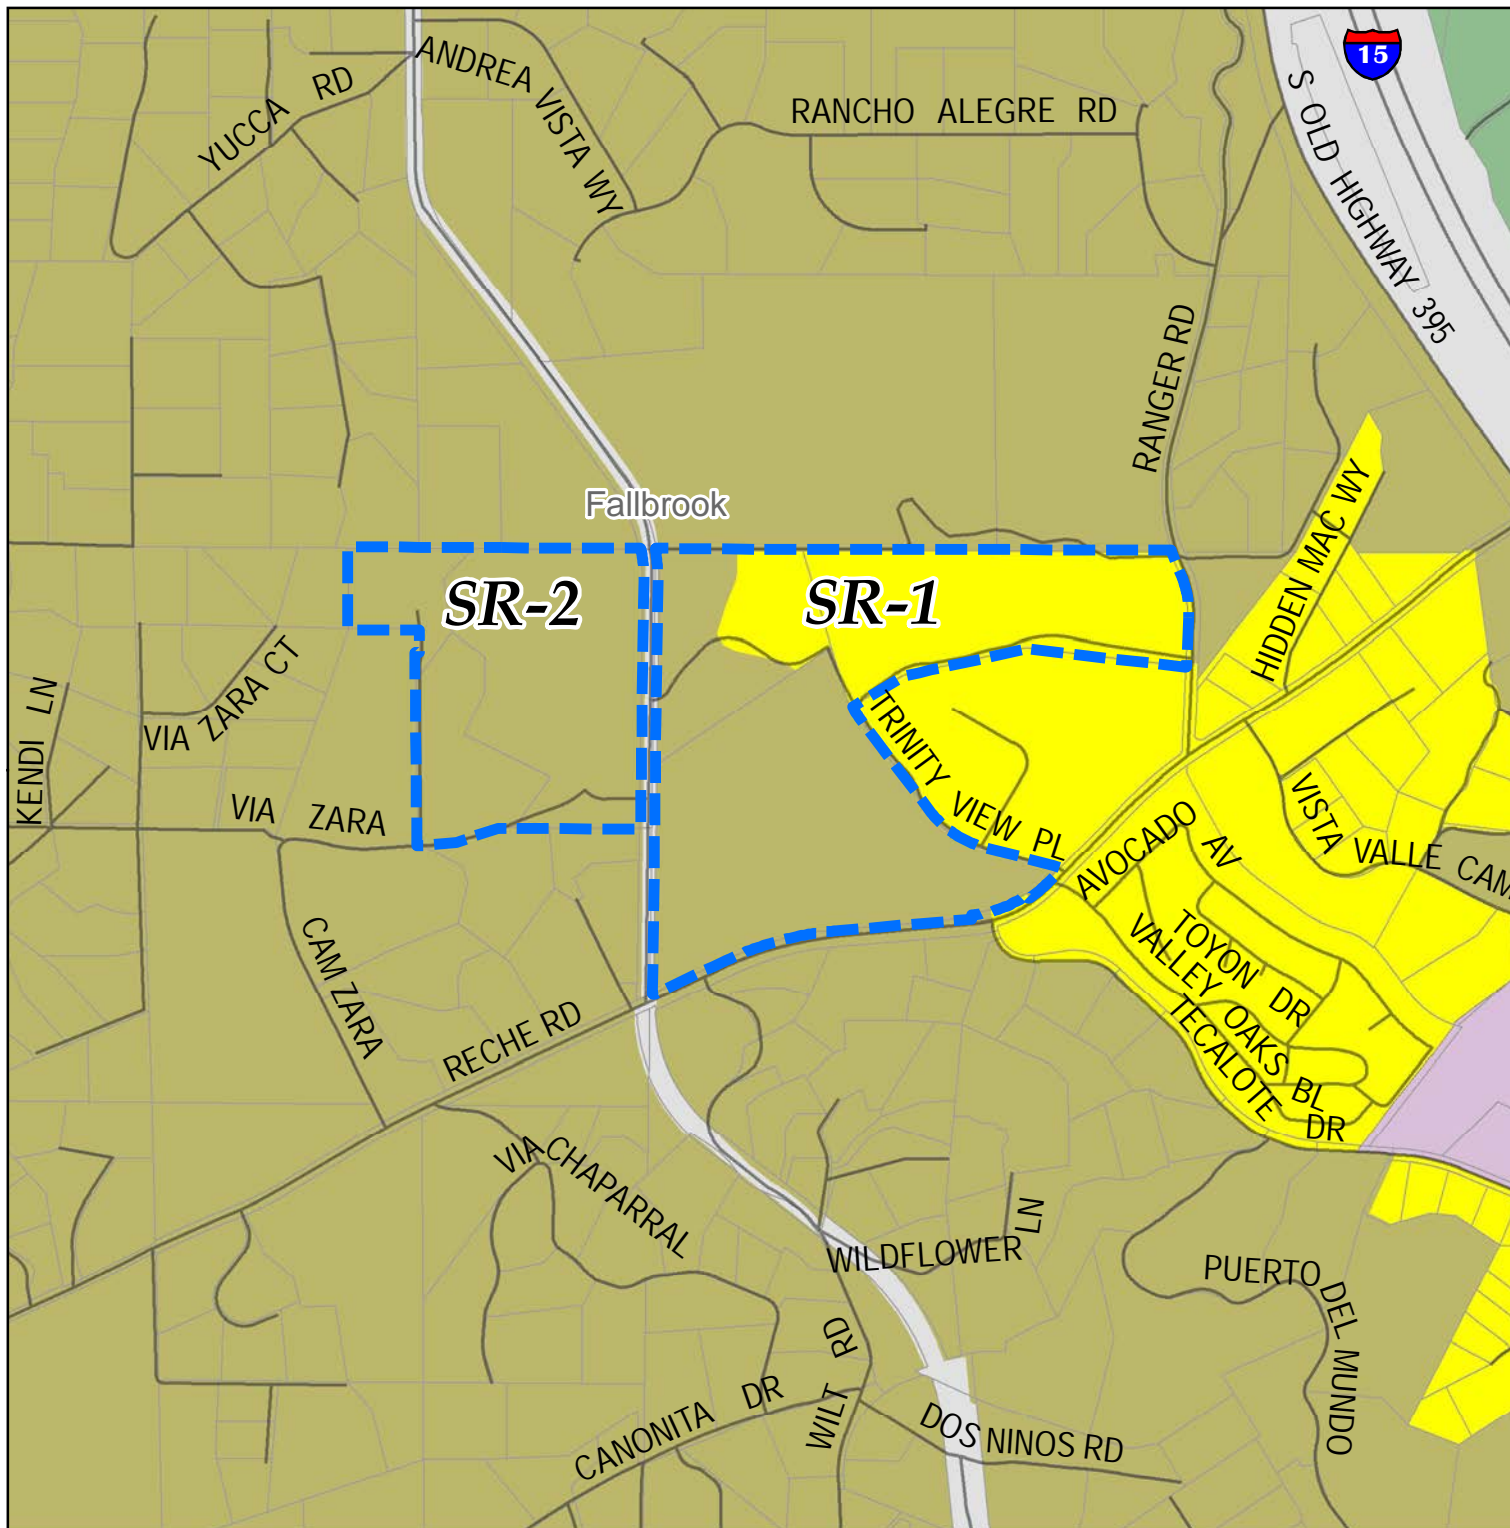 15
ANDREA VISTA WY
YUCCA RD
RANCHO ALEGRE RD
S OLD HIGHWAY 395
RANGER RD
Fallbrook
HIDDEN MAC WY
SR-2
SR-1
KENDI LN
VIA ZARA CT
TRINITY VIEW PL
VIA ZARA
AVOCADO AV
VISTA VALLE CAM
CAM ZARA
TOYON DR
VALLEY OAKS BL
TECALOTE DR
RECHE RD
VIA CHAPARRAL
WILDFLOWER LN
PUERTO DEL MUNDO
WILT RD
CANONITA DR
DOS NINOS RD